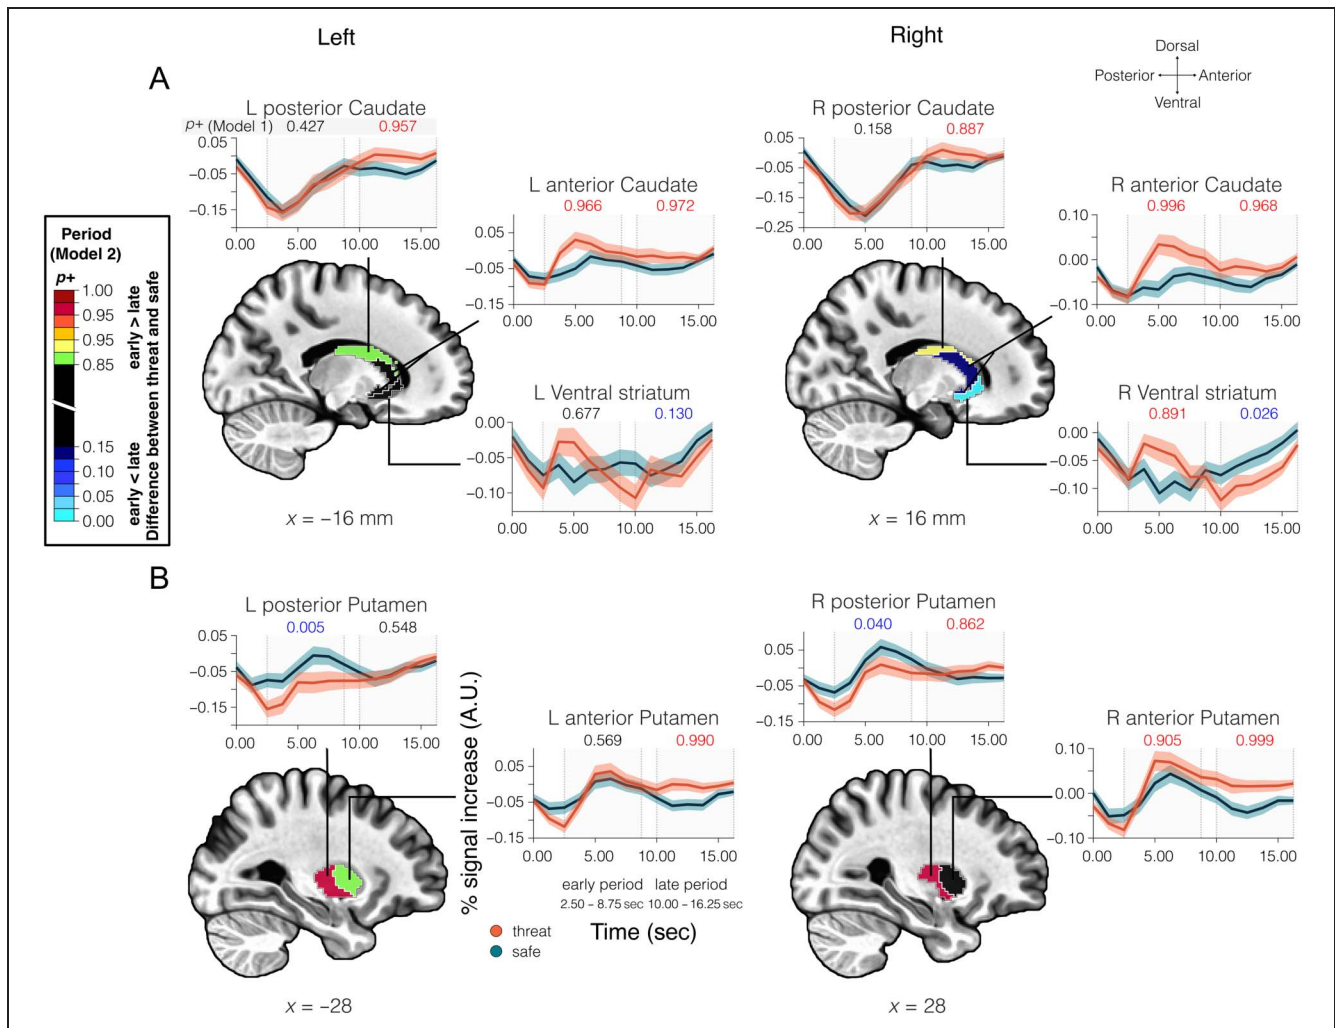 Left
Right
Dorsal
Posterior
Anterior
Ventral
A
L posterior Caudate
p+ (Model 1) 0.427 0.957
0.05
−0.05
−0.15
0.00 5.00 10.00 15.00
L anterior Caudate
0.966 0.972
0.05
−0.05
−0.15
0.00 5.00 10.00 15.00
L Ventral striatum
0.677 0.130
0.00
−0.05
−0.10
0.00 5.00 10.00 15.00
x = −16 mm
R posterior Caudate
0.158 0.887
0.05
−0.05
−0.15
−0.25
0.00 5.00 10.00 15.00
R anterior Caudate
0.996 0.968
0.10
0.00
−0.10
0.00 5.00 10.00 15.00
R Ventral striatum
0.891 0.026
0.00
−0.05
−0.10
0.00 5.00 10.00 15.00
x = 16 mm
Period
(Model 2)
p+
1.00
0.95
0.95
0.90
0.95
0.85
0.15
0.10
0.10
0.05
0.05
0.00
early > late
early < late
Difference between threat and safe
B
L posterior Putamen
0.005 0.548
0.05
−0.05
−0.15
0.00 5.00 10.00 15.00
L anterior Putamen
0.569 0.990
0.05
−0.05
−0.15
0.00 5.00 10.00 15.00
% signal increase (A.U.)
early period late period
2.50 – 8.75 sec 10.00 – 16.25 sec
Time (sec)
threat
safe
x = −28
R posterior Putamen
0.040 0.862
0.05
−0.05
−0.15
0.00 5.00 10.00 15.00
R anterior Putamen
0.905 0.999
0.10
0.00
−0.10
0.00 5.00 10.00 15.00
x = 28